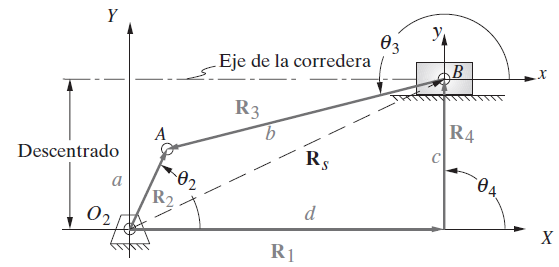 Y
y
θ3
Eje de la corredera
B
x
R3
A
b
R4
Descentrado
Rs
c
a
θ2
θ4
R2
O2
d
X
R1